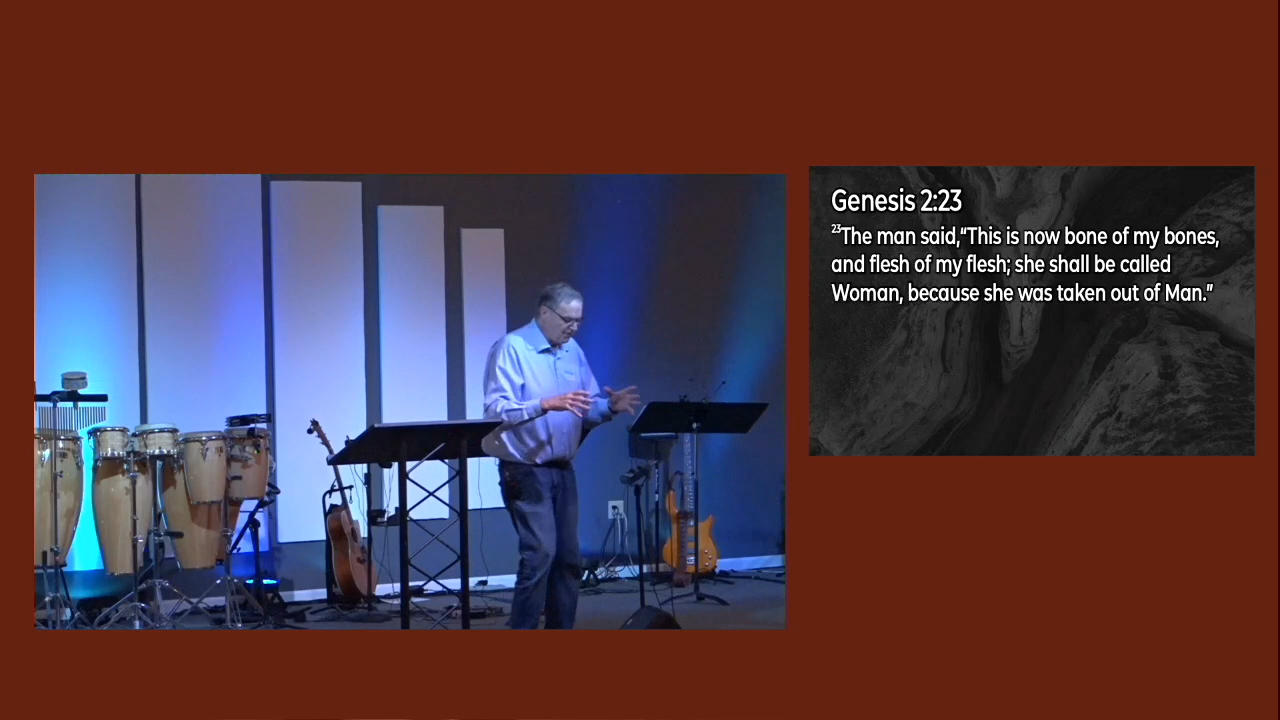 Genesis 2:23
23The man said,“This is now bone of my bones,
and flesh of my flesh; she shall be called
Woman, because she was taken out of Man.”